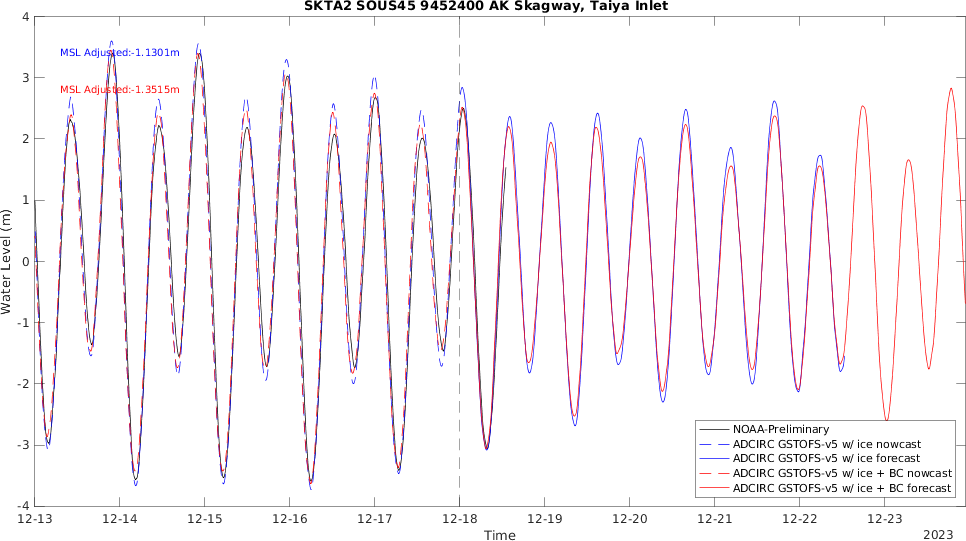 SKTA2 SOUS45 9452400 AK Skagway, Taiya Inlet
MSL Adjusted:-1.1301m
MSL Adjusted:-1.3515m
4
3
2
1
0
-1
-2
-3
-4
Water Level (m)
NOAA-Preliminary
ADCIRC GSTOFS-v5 w/ ice nowcast
ADCIRC GSTOFS-v5 w/ ice forecast
ADCIRC GSTOFS-v5 w/ ice + BC nowcast
ADCIRC GSTOFS-v5 w/ ice + BC forecast
12-13 12-14 12-15 12-16 12-17 12-18 12-19 12-20 12-21 12-22 12-23
Time
2023